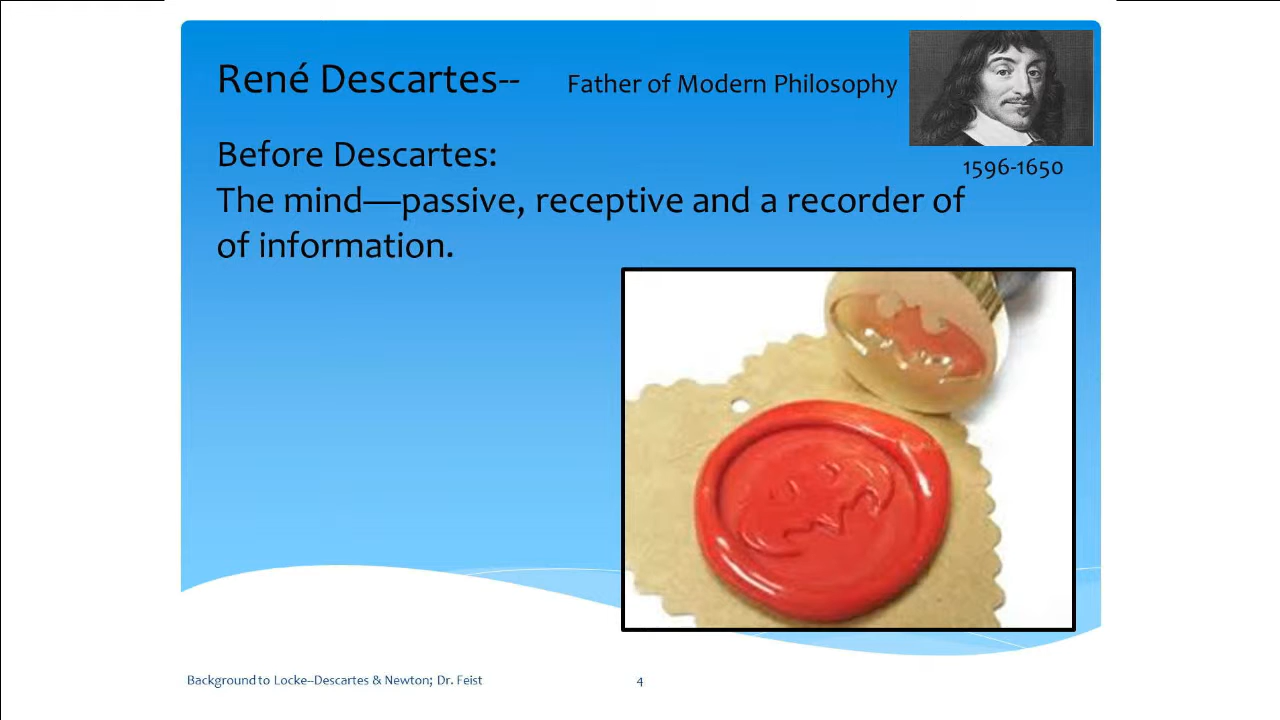 René Descartes-- Father of Modern Philosophy
1596-1650
Before Descartes:
The mind—passive, receptive and a recorder of
of information.
Background to Locke--Descartes & Newton; Dr. Feist 4